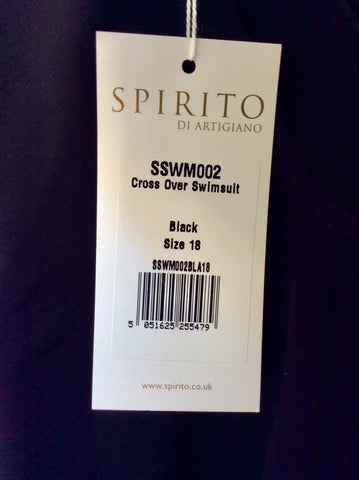 SPIRITO
DI ARTIGIANO
SSWM002
Cross Over Swimsuit
Black
Size 18
SSWM002BLA18
5 051625 255479
www.spirito.co.uk